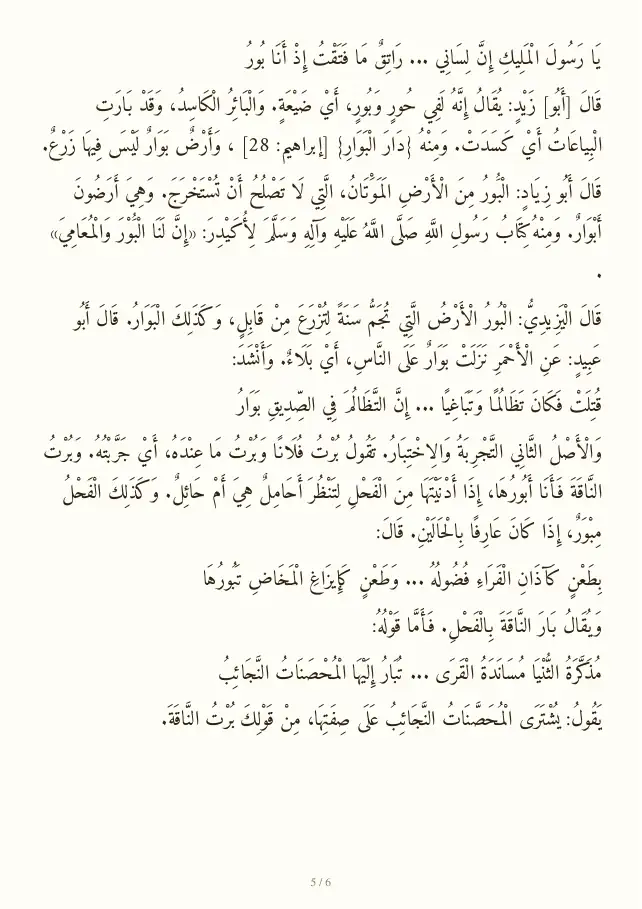 يَا رَسُولَ الْمَلِيكِ إِنَّ لِسَانِي ... رَاتِقٌ مَا فَتَقْتُ إِذْ أَنَا بُورُ
قَالَ [أَبُو] زَيْدٍ: يُقَالُ إِنَّهُ لَفِي حُورٍ وَبُورٍ، أَيْ ضَيْعَةٍ. وَالْبَائِرُ الْكَاسِدُ، وَقَدْ بَارَتِ
الْبِيَاعَاتُ أَيْ كَسَدَتْ. وَمِنْهُ {دَارَ الْبَوَارِ} [إبراهيم: 28] ، وَأَرْضٌ بَوَارٌ لَيْسَ فِيهَا زَرْعٌ.
قَالَ أَبُو زِيَادٍ: الْبُورُ مِنَ الْأَرْضِ الْمَوَتَانُ، الَّتِي لَا تَصْلُحُ أَنْ تُسْتَخْرَجَ. وَهِيَ أَرَضُونَ
أَبْوَارٌ. وَمِنْهُ كِتَابُ رَسُولِ اللَّهِ صَلَّى اللَّهُ عَلَيْهِ وَآلِهِ وَسَلَّمَ لِأُكَيْدِرَ: «إِنَّ لَنَا الْبُورَ وَالْمَعَامِيَ»
.
قَالَ الْيَزِيدِيُّ: الْبُورُ الْأَرْضُ الَّتِي تُجَمُّ سَنَةً لِتُزْرَعَ مِنْ قَابِلٍ، وَكَذَلِكَ الْبَوَارُ. قَالَ أَبُو
عَبِيدٍ: عَنِ الْأَحْمَرِ نَزَلَتْ بَوَارٌ عَلَى النَّاسِ، أَيْ بَلَاءٌ. وَأَنْشَدَ:
قُتِلَتْ فَكَانَ تَظَالُمًا وَتَبَاغِيًا ... إِنَّ التَّظَالُمَ فِي الصِّدِيقِ بَوَارُ
وَالْأَصْلُ الثَّانِي التَّجْرِبَةُ وَالِاخْتِبَارُ. تَقُولُ بُرْتُ فُلَانًا وَبُرْتُ مَا عِنْدَهُ، أَيْ جَرَّبْتُهُ. وَبُرْتُ
النَّاقَةَ فَأَنَا أَبُورُهَا، إِذَا أَدْنَيْتَهَا مِنَ الْفَحْلِ لِتَنْظُرَ أَحَامِلٌ هِيَ أَمْ حَائِلٌ. وَكَذَلِكَ الْفَحْلُ
مِبْوَرٌ، إِذَا كَانَ عَارِفًا بِالْحَالَيْنِ. قَالَ:
بِطَعْنٍ كَآذَانِ الْفَرَاءِ فُضُولُهُ ... وَطَعْنٍ كَإِيزَاغِ الْمَخَاضِ تَبُورُهَا
وَيُقَالُ بَارَ النَّاقَةَ بِالْفَحْلِ. فَأَمَّا قَوْلُهُ:
مُذَكَّرَةُ الثُّنْيَا مُسَانَدَةُ الْقَرَى ... تُبَارُ إِلَيْهَا الْمُحْصَنَاتُ النَّجَائِبُ
يَقُولُ: يُشْتَرَى الْمُحَصَّنَاتُ النَّجَائِبُ عَلَى صِفَتِهَا، مِنْ قَوْلِكَ بُرْتُ النَّاقَةَ.
5 / 6